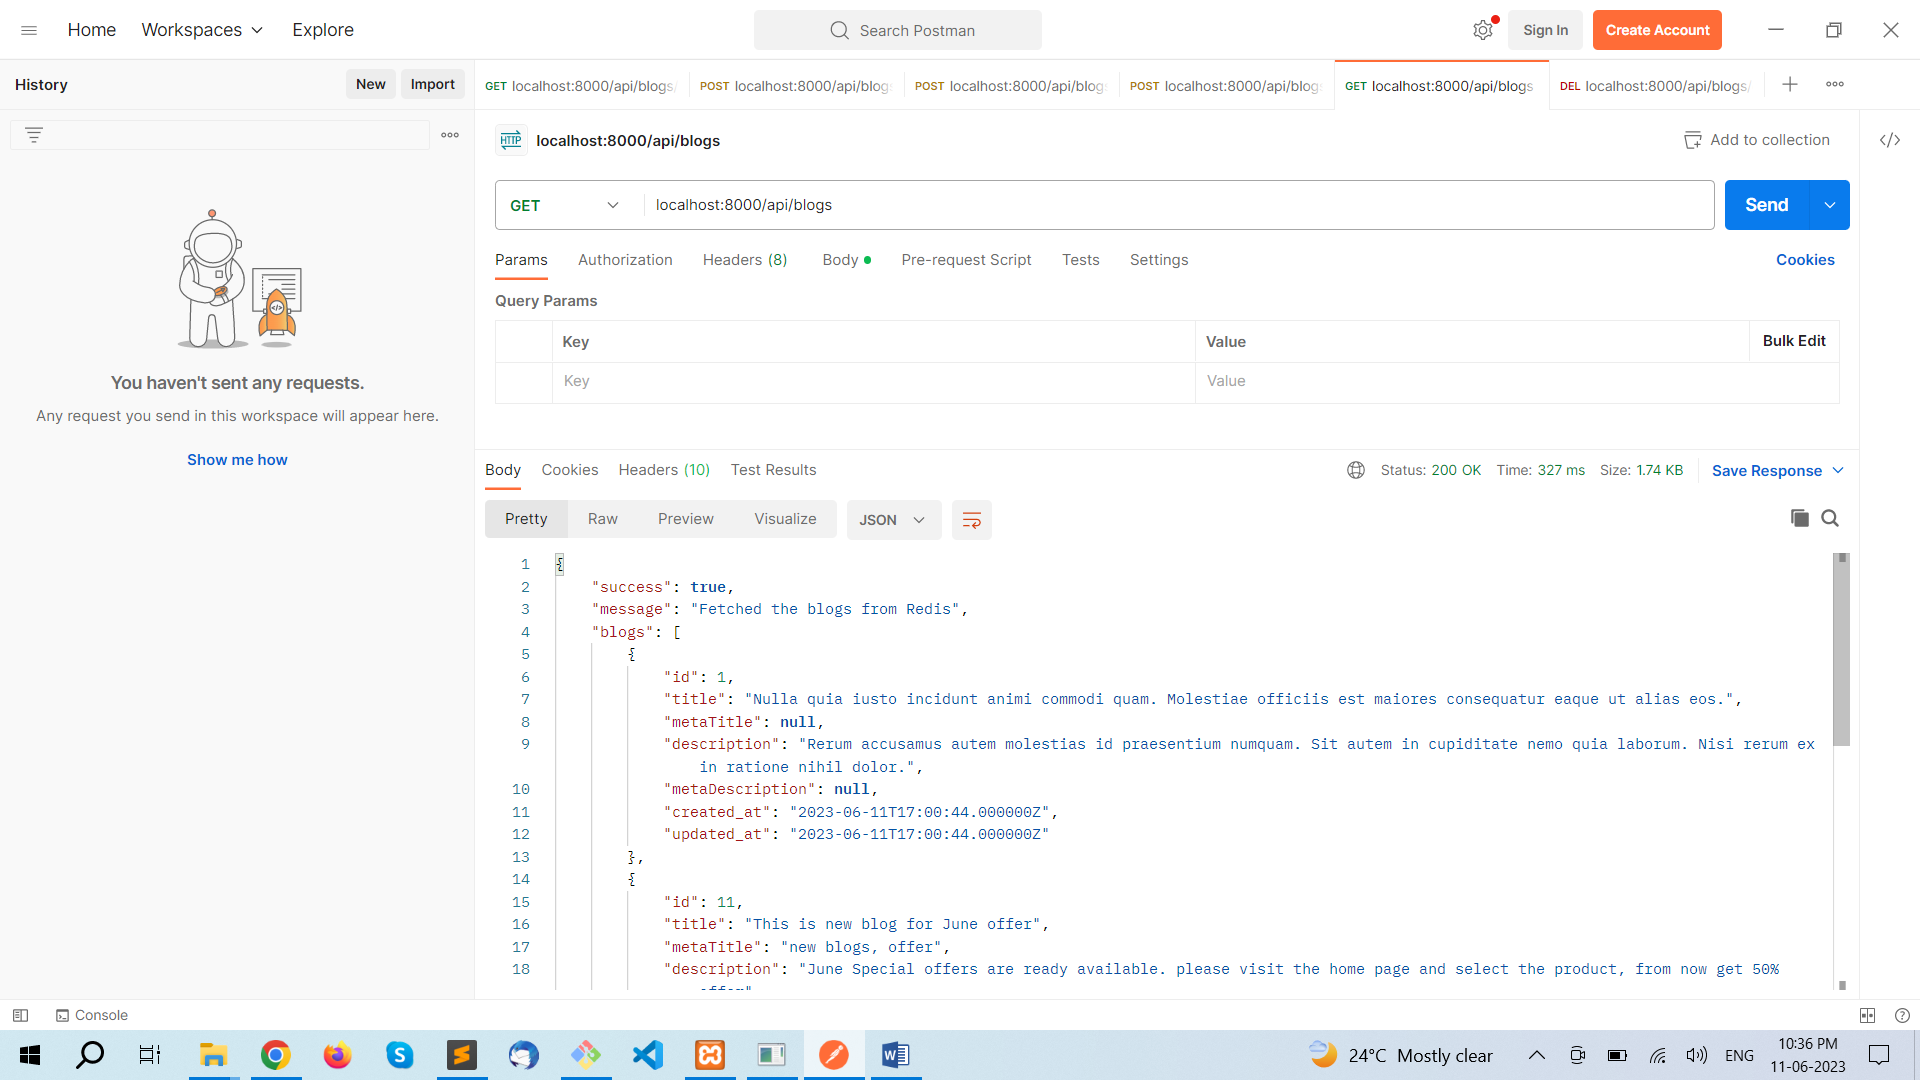 Home Workspaces Explore Search Postman Sign In Create Account
History New Import
GET localhost:8000/api/blogs/ POST localhost:8000/api/blogs POST localhost:8000/api/blogs POST localhost:8000/api/blogs GET localhost:8000/api/blogs DEL localhost:8000/api/blogs/
HTTP localhost:8000/api/blogs Add to collection
GET localhost:8000/api/blogs Send
Params Authorization Headers (8) Body Pre-request Script Tests Settings Cookies
Query Params
Key Value Bulk Edit
Key Value
You haven't sent any requests.
Any request you send in this workspace will appear here.
Show me how
Body Cookies Headers (10) Test Results Status: 200 OK Time: 327 ms Size: 1.74 KB Save Response
Pretty Raw Preview Visualize JSON
1 {
2 "success": true,
3 "message": "Fetched the blogs from Redis",
4 "blogs": [
5 {
6 "id": 1,
7 "title": "Nulla quia iusto incidunt animi commodi quam. Molestiae officiis est maiores consequatur eaque ut alias eos.",
8 "metaTitle": null,
9 "description": "Rerum accusamus autem molestias id praesentium numquam. Sit autem in cupiditate nemo quia laborum. Nisi rerum ex
in ratione nihil dolor.",
10 "metaDescription": null,
11 "created_at": "2023-06-11T17:00:44.000000Z",
12 "updated_at": "2023-06-11T17:00:44.000000Z"
13 },
14 {
15 "id": 11,
16 "title": "This is new blog for June offer",
17 "metaTitle": "new blogs, offer",
18 "description": "June Special offers are ready available. please visit the home page and select the product, from now get 50%
offer"
Console
24°C Mostly clear ENG 10:36 PM
11-06-2023